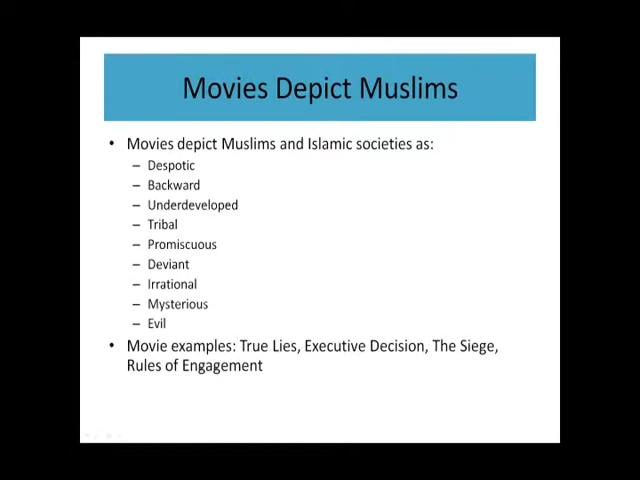 Movies Depict Muslims
• Movies depict Muslims and Islamic societies as:
– Despotic
– Backward
– Underdeveloped
– Tribal
– Promiscuous
– Deviant
– Irrational
– Mysterious
– Evil
• Movie examples: True Lies, Executive Decision, The Siege,
Rules of Engagement